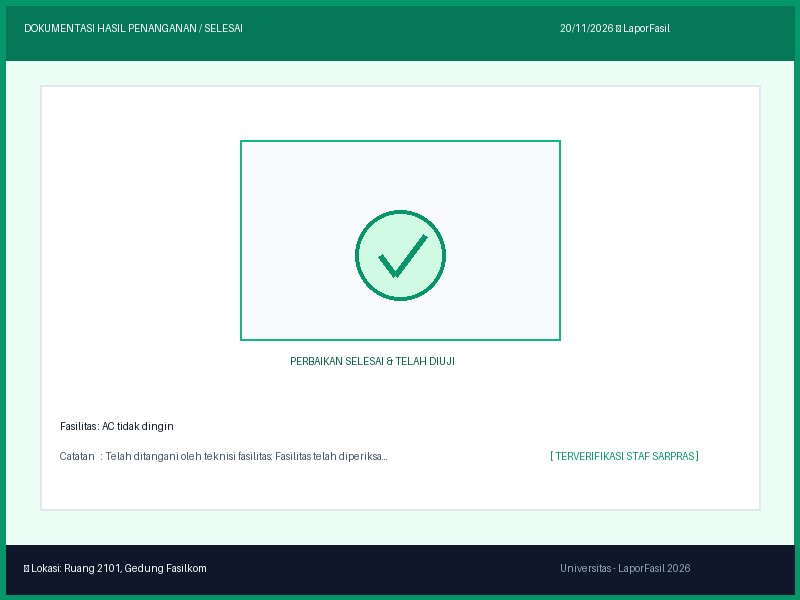 DOKUMENTASI HASIL PENANGANAN / SELESAI
20/11/2026 LaporFasil
PERBAIKAN SELESAI & TELAH DIUJI
Fasilitas : AC tidak dingin
Catatan : Telah ditangani oleh teknisi fasilitas: Fasilitas telah diperiksa...
[ TERVERIFIKASI STAF SARPRAS ]
Lokasi: Ruang 2101, Gedung Fasilkom
Universitas - LaporFasil 2026